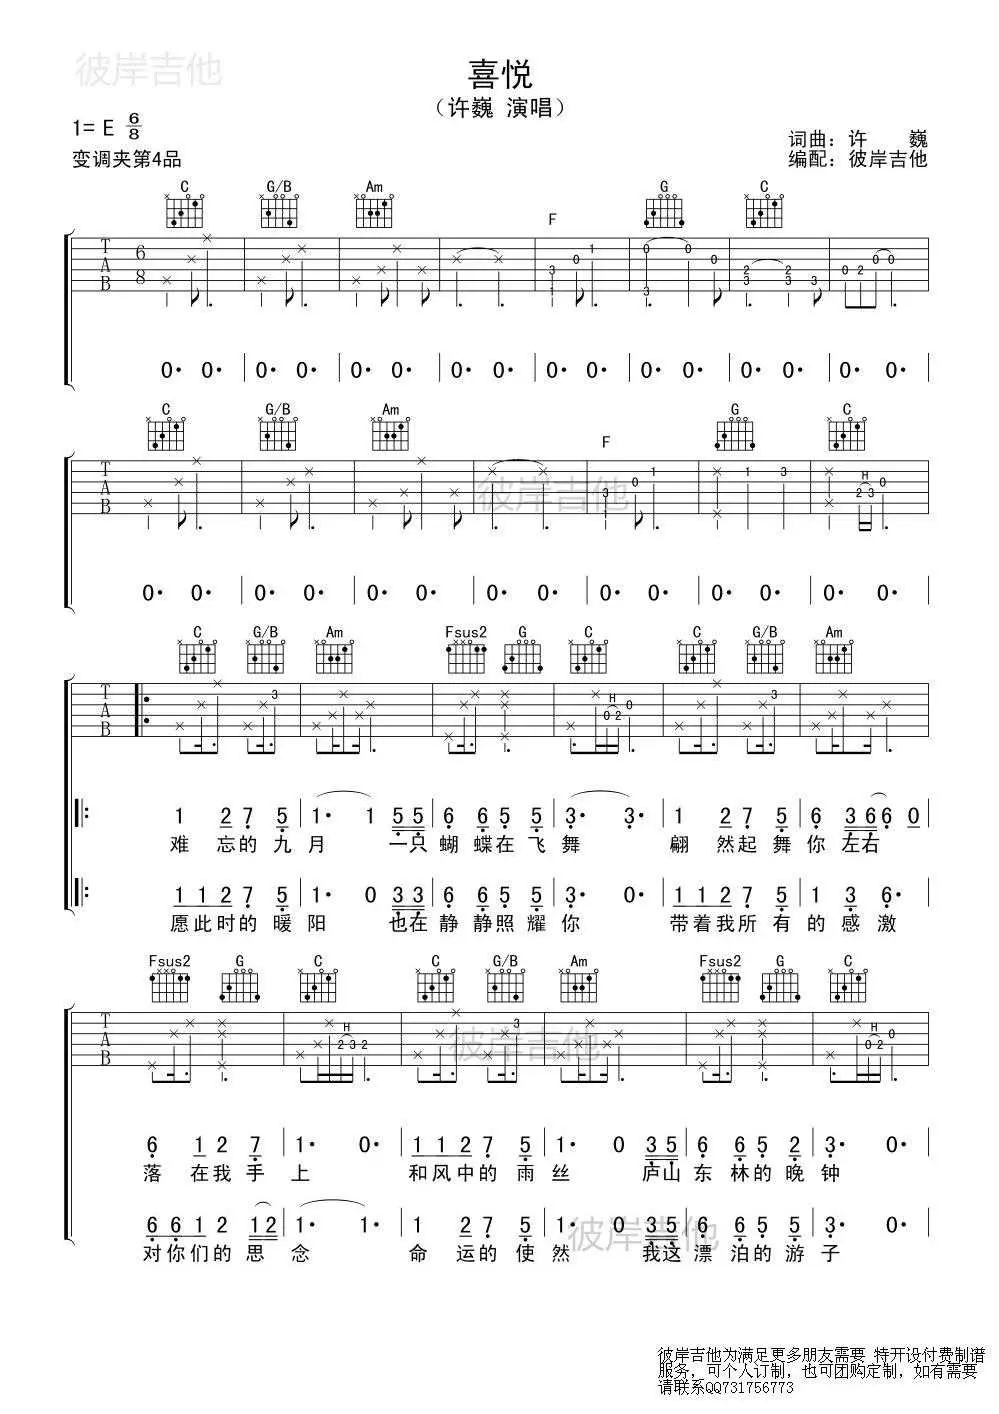 彼岸吉他
喜悦
（许巍 演唱）
1= E 6/8
词曲：许 巍
变调夹第4品
编配：彼岸吉他
C G/B Am F G C
T A B 6 8
0· 0· 0· 0· 0· 0· 0· 0· 0· 0· 0· 0· 0· 0· 0· 0·
C G/B Am F G C
彼岸吉他
0· 0· 0· 0· 0· 0· 0· 0· 0· 0· 0· 0· 0· 0·
C G/B Am Fsus2 G C C G/B Am
1 2 7 5 1· 1 5 5 6 6 5 5 3· 3· 1 2 7 5 6 3 6 6 0
难 忘的 九 月 一只 蝴 蝶在 飞 舞 翩 然起 舞 你 左右
1 1 2 7 5 1· 0 3 3 6 6 5 5 3· 0· 1 1 2 7 5 3 6·
愿此时的 暖 阳 也在 静 静照 耀 你 带着我所 有 的 感 激
Fsus2 G C C G/B Am Fsus2 G C
彼岸吉他
6 1 2 7 1· 0· 1 1 2 7 5 1· 0 3 5 6 6 5 2 3· 0·
落 在我 手 上 和风中的 雨 丝 庐山 东 林的 晚 钟
6 6 1 2 1 2 1· 1· 1 2 7 5 1· 0 3 5 6 6 5 5 3· 0·
对你们的 思 念 命 运的 使 然 我这 漂 泊的 游 子
彼岸吉他
彼岸吉他为满足更多朋友需要 特开设付费制谱
服务，可个人订制，也可团购定制，如有需要
请联系QQ731756773